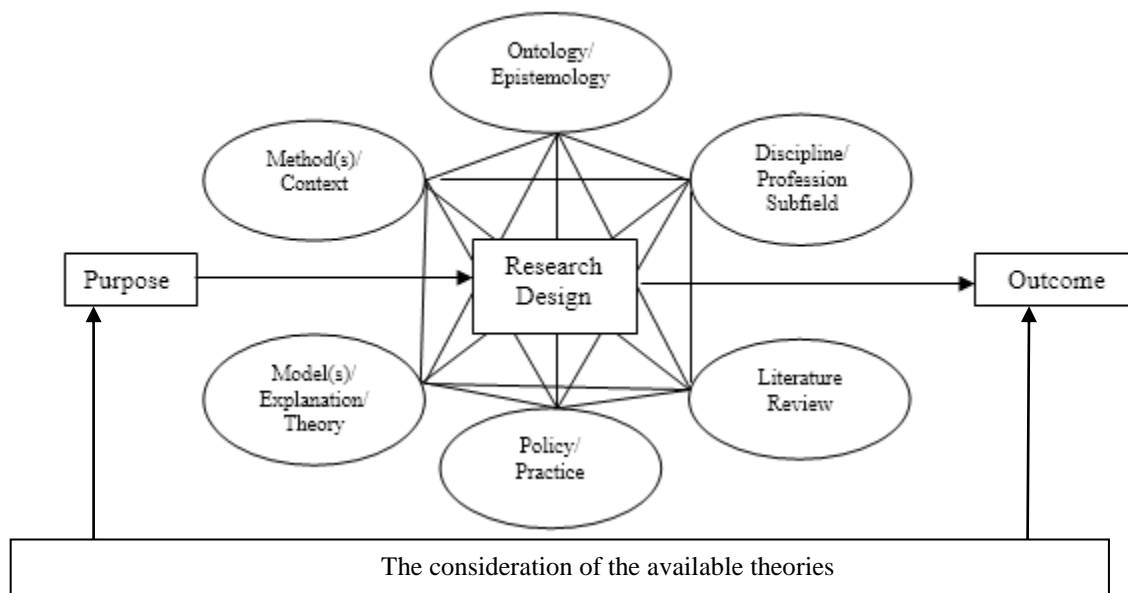 Ontology/
Epistemology
Method(s)/
Context
Discipline/
Profession
Subfield
Purpose
Research
Design
Outcome
Model(s)/
Explanation/
Theory
Literature
Review
Policy/
Practice
The consideration of the available theories